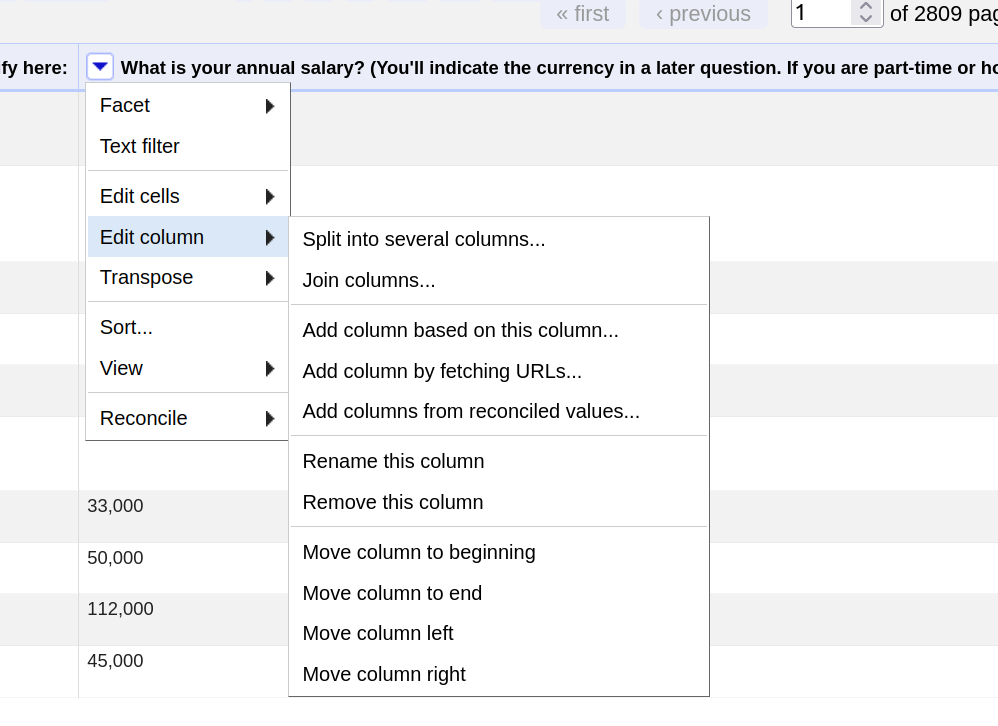 « first ‹ previous 1 of 2809 pag
ify here: What is your annual salary? (You'll indicate the currency in a later question. If you are part-time or ho
Facet
Text filter
Edit cells
Edit column
Transpose
Sort...
View
Reconcile
Split into several columns...
Join columns...
Add column based on this column...
Add column by fetching URLs...
Add columns from reconciled values...
Rename this column
Remove this column
Move column to beginning
Move column to end
Move column left
Move column right
33,000
50,000
112,000
45,000